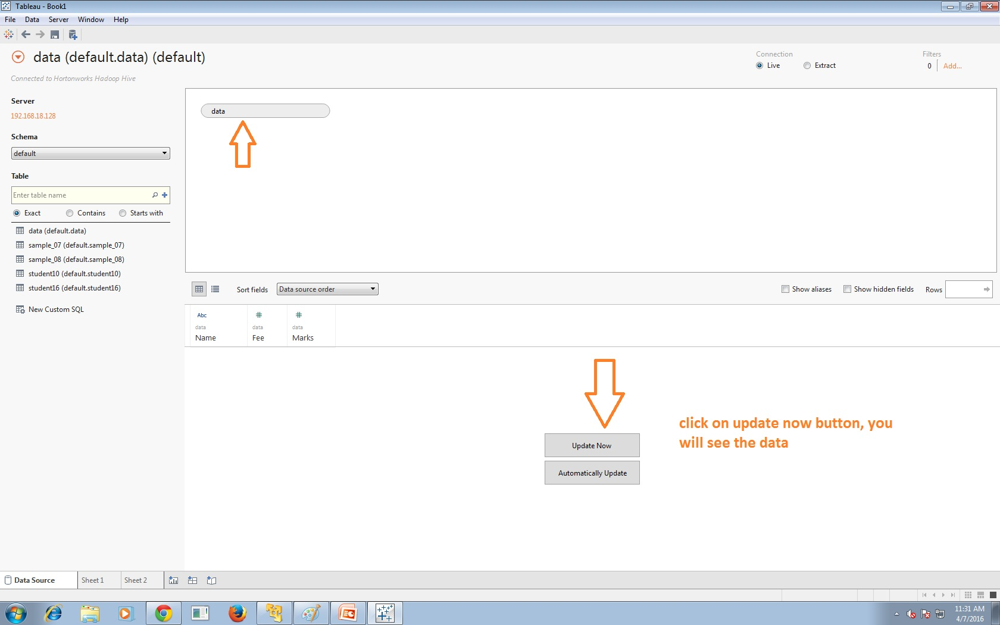 Tableau - Book1
File Data Server Window Help
data (default.data) (default)
Connected to Hortonworks Hadoop Hive
Connection
Live Extract
Filters
0 Add...
Server
192.168.18.128
Schema
default
Table
Enter table name
Exact Contains Starts with
data (default.data)
sample_07 (default.sample_07)
sample_08 (default.sample_08)
student10 (default.student10)
student16 (default.student16)
New Custom SQL
data
Sort fields Data source order Show aliases Show hidden fields Rows
Abc # #
data data data
Name Fee Marks
click on update now button, you
will see the data
Update Now
Automatically Update
Data Source Sheet 1 Sheet 2
11:31 AM
4/7/2016